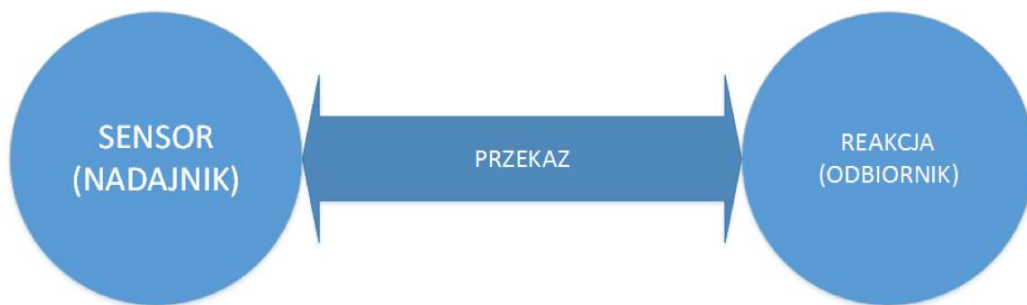 SENSOR
(NADAJNIK)
PRZEKAZ
REAKCJA
(ODBIORNIK)